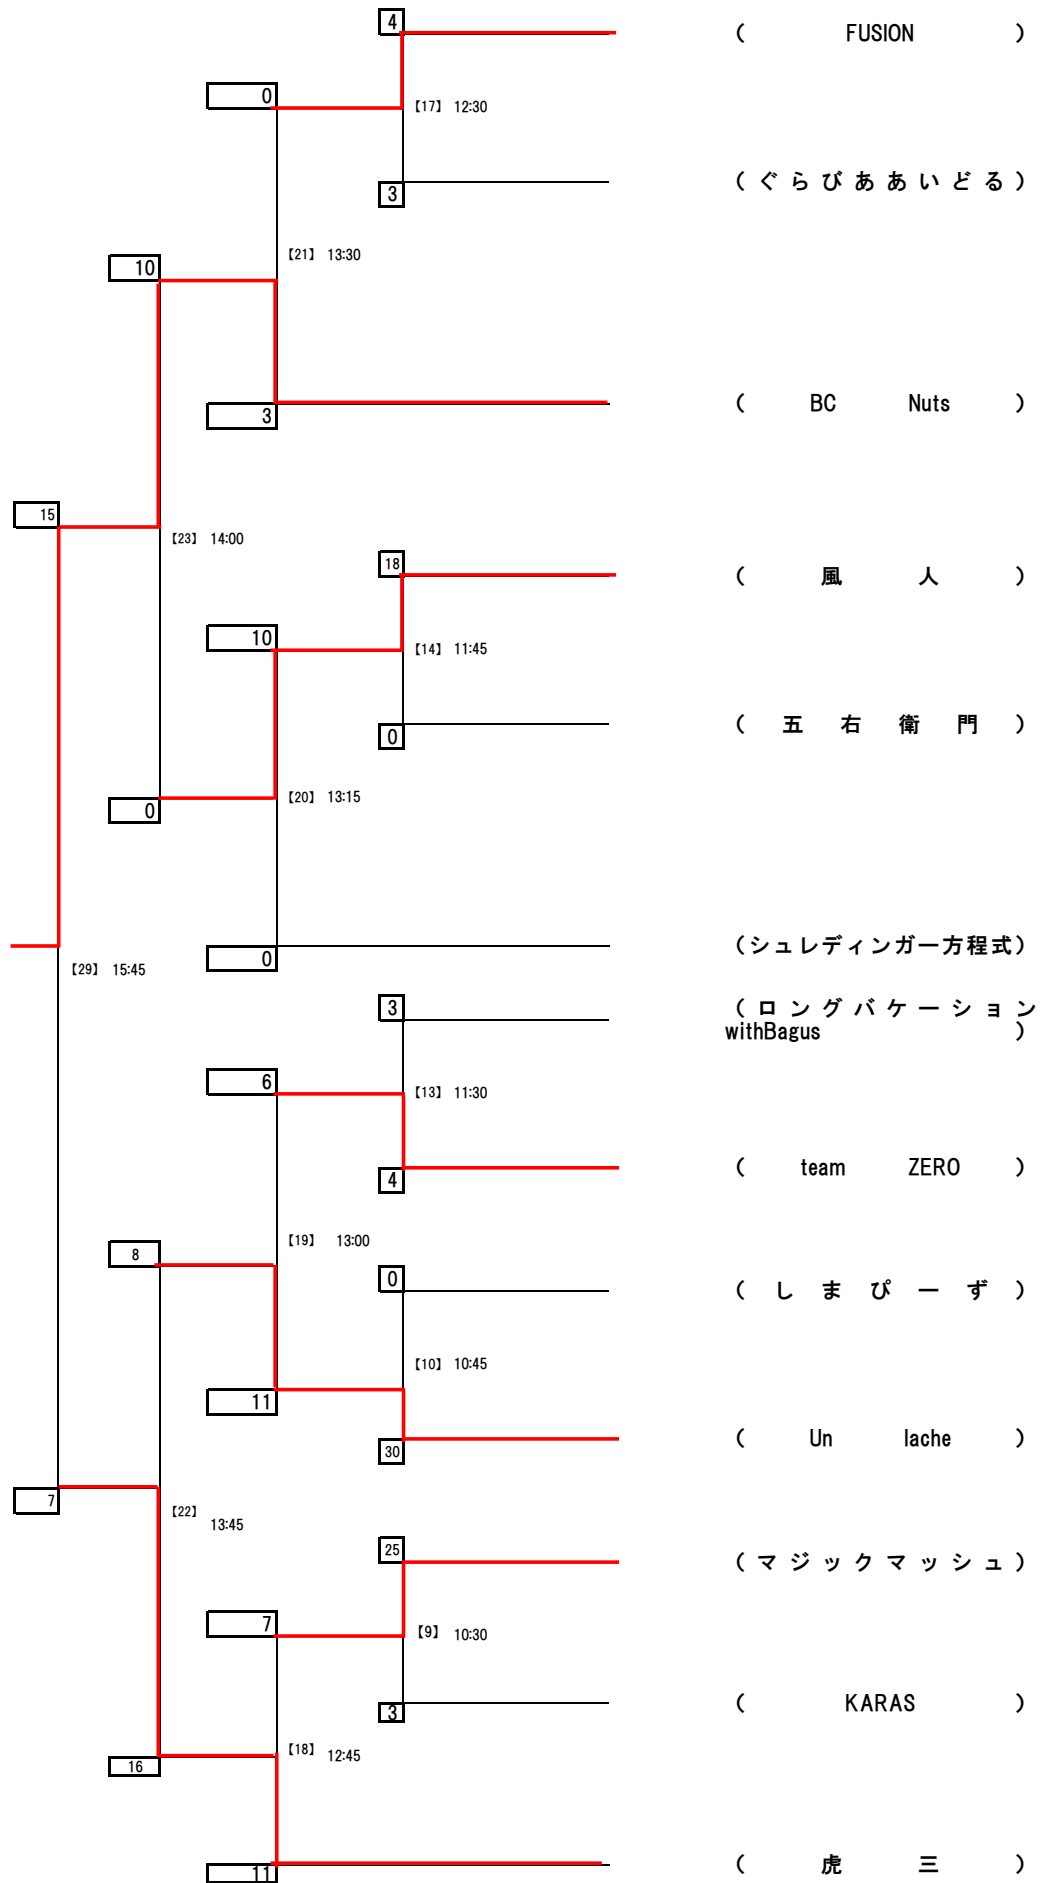 4
( FUSION )
0
【17】 12:30
3
(ぐらびああいどる)
【21】 13:30
10
3
( BC Nuts )
15
【23】 14:00
18
( 風人 )
10
【14】 11:45
0
( 五右衛門 )
【20】 13:15
0
0
(シュレディンガー方程式)
【29】 15:45
3
(ロングバケーション
withBagus )
6
【13】 11:30
4
( team ZERO )
【19】 13:00
8
0
( しまぴーず )
【10】 10:45
11
30
( Un lache )
7
【22】
13:45
25
(マジックマッシュ)
7
【9】 10:30
3
( KARAS )
【18】 12:45
16
11
( 虎三 )